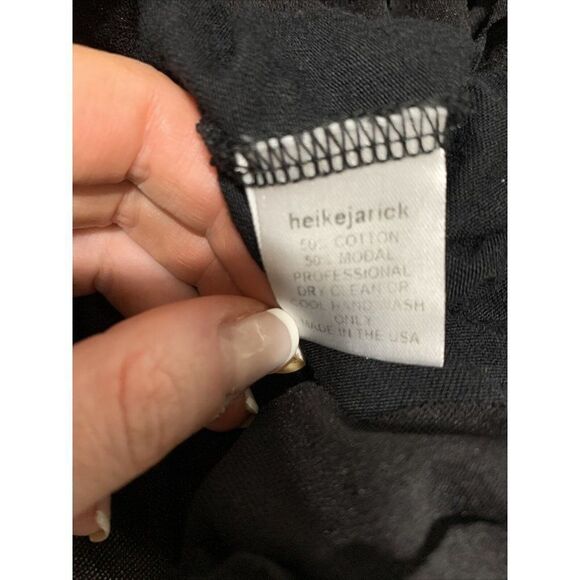 heikejarick
50% COTTON
50% MODAL
PROFESSIONAL
DRY CLEAN OR
COOL HAND WASH
ONLY
MADE IN THE USA